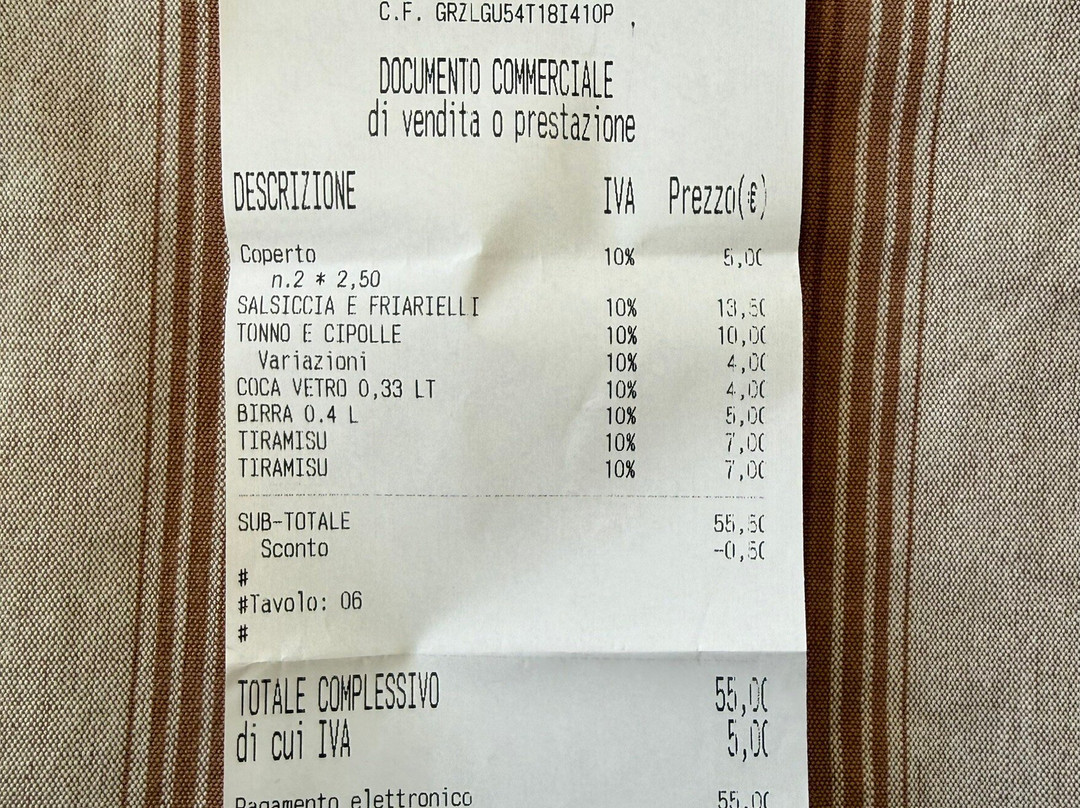 C.F. GRZLGU54T18I410P
DOCUMENTO COMMERCIALE
di vendita o prestazione
DESCRIZIONE IVA Prezzo(€)
Coperto 10% 5,00
n.2 * 2,50
SALSICCIA E FRIARIELLI 10% 13,50
TONNO E CIPOLLE 10% 10,00
Variazioni 10% 4,00
COCA VETRO 0,33 LT 10% 4,00
BIRRA 0.4 L 10% 5,00
TIRAMISU 10% 7,00
TIRAMISU 10% 7,00
SUB-TOTALE 55,50
Sconto -0,50
#
#Tavolo: 06
#
TOTALE COMPLESSIVO 55,00
di cui IVA 5,00
Pagamento elettronico 55,00